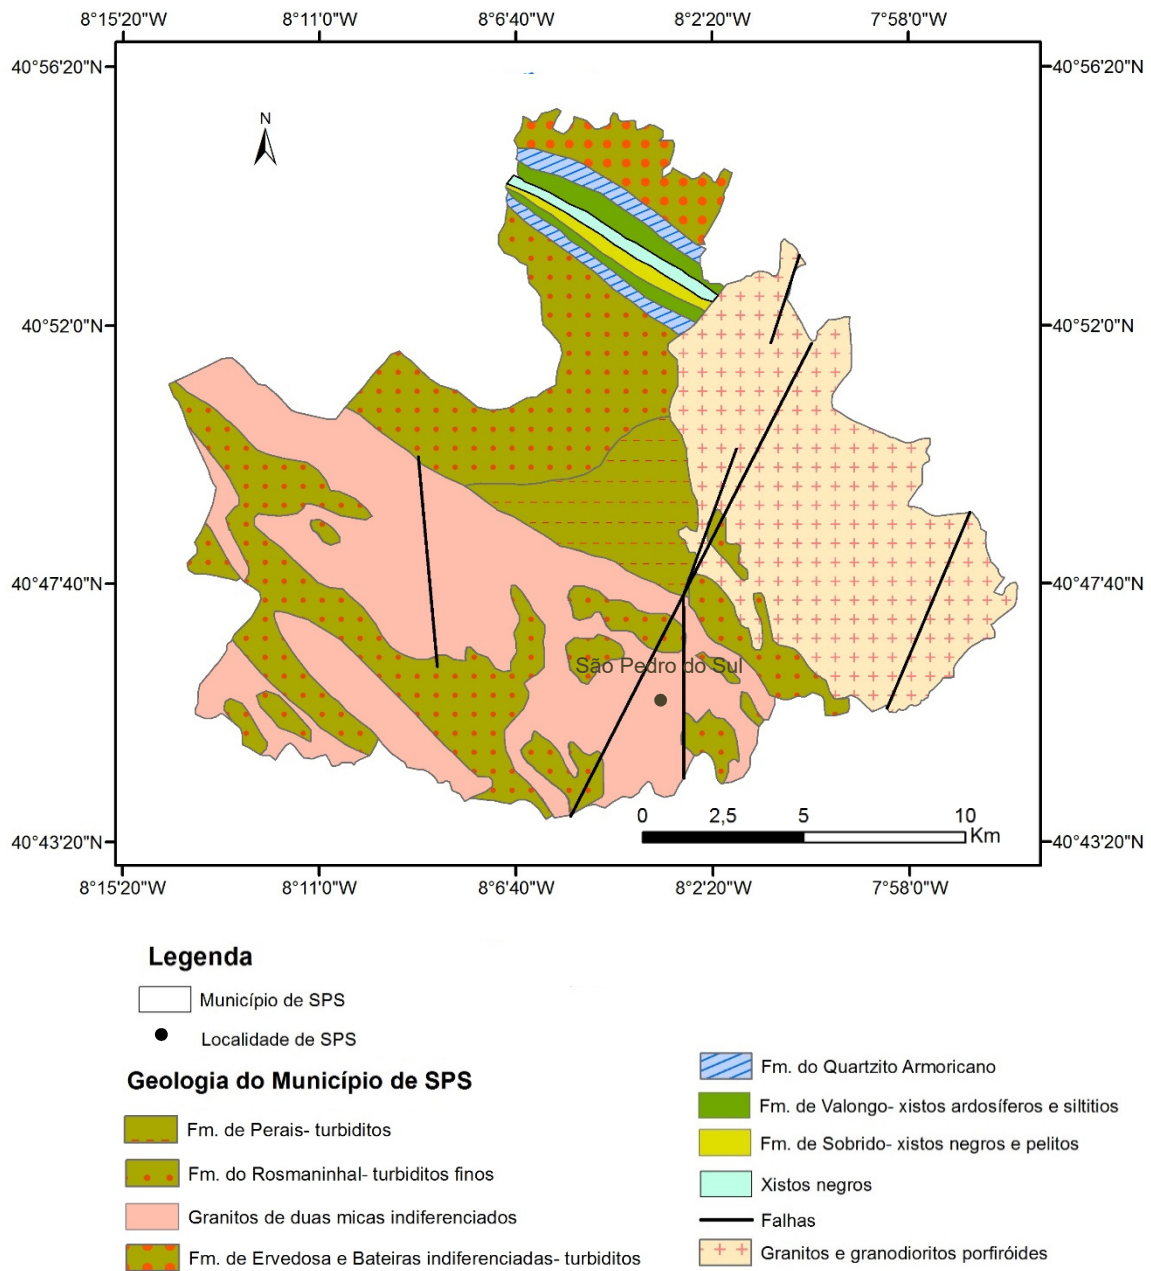 8°15'20"W 8°11'0"W 8°6'40"W 8°2'20"W 7°58'0"W
40°56'20"N 40°56'20"N
N
40°52'0"N 40°52'0"N
40°47'40"N 40°47'40"N
São Pedro do Sul
0 2,5 5 10
Km
40°43'20"N 40°43'20"N
8°15'20"W 8°11'0"W 8°6'40"W 8°2'20"W 7°58'0"W
Legenda
Município de SPS
Localidade de SPS
Geologia do Município de SPS
Fm. de Perais- turbiditos
Fm. do Rosmaninhal- turbiditos finos
Granitos de duas micas indiferenciados
Fm. de Ervedosa e Bateiras indiferenciadas- turbiditos
Fm. do Quartzito Armoricano
Fm. de Valongo- xistos ardosíferos e siltitios
Fm. de Sobrido- xistos negros e pelitos
Xistos negros
Falhas
Granitos e granodioritos porfiróides